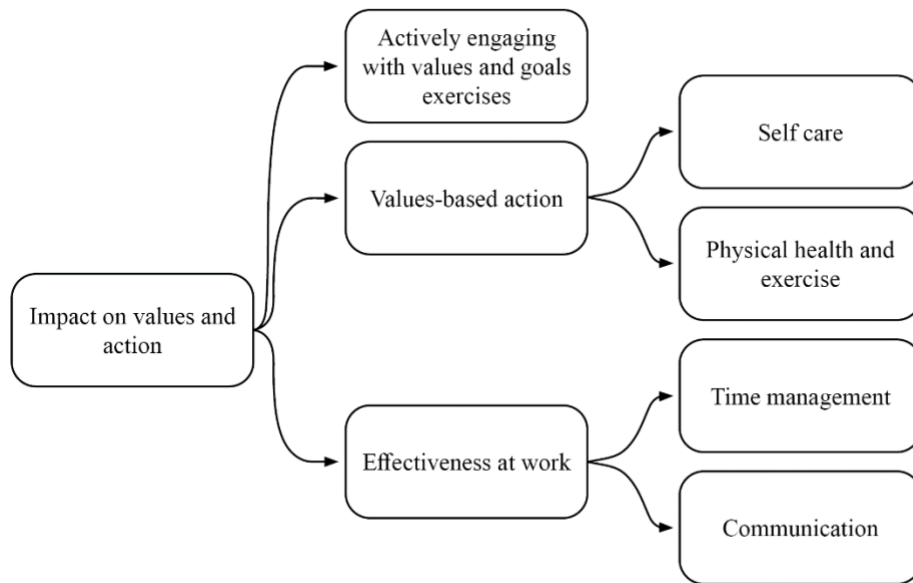 Actively engaging
with values and goals
exercises
Self care
Values-based action
Physical health and
exercise
Impact on values and
action
Time management
Effectiveness at work
Communication